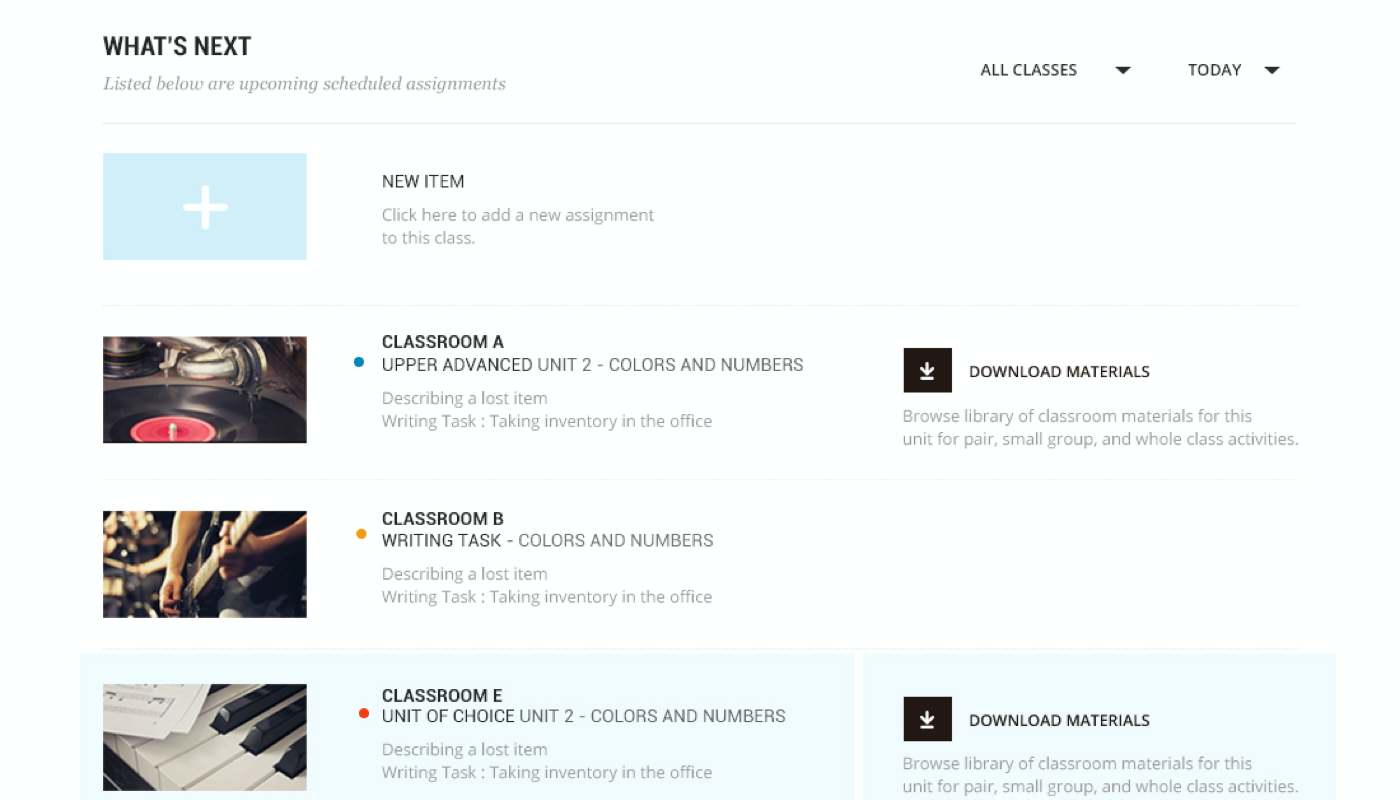 WHAT'S NEXT
Listed below are upcoming scheduled assignments
ALL CLASSES
TODAY
NEW ITEM
Click here to add a new assignment
to this class.
CLASSROOM A
UPPER ADVANCED UNIT 2 - COLORS AND NUMBERS
Describing a lost item
Writing Task : Taking inventory in the office
DOWNLOAD MATERIALS
Browse library of classroom materials for this
unit for pair, small group, and whole class activities.
CLASSROOM B
WRITING TASK - COLORS AND NUMBERS
Describing a lost item
Writing Task : Taking inventory in the office
CLASSROOM E
UNIT OF CHOICE UNIT 2 - COLORS AND NUMBERS
Describing a lost item
Writing Task : Taking inventory in the office
DOWNLOAD MATERIALS
Browse library of classroom materials for this
unit for pair, small group, and whole class activities.